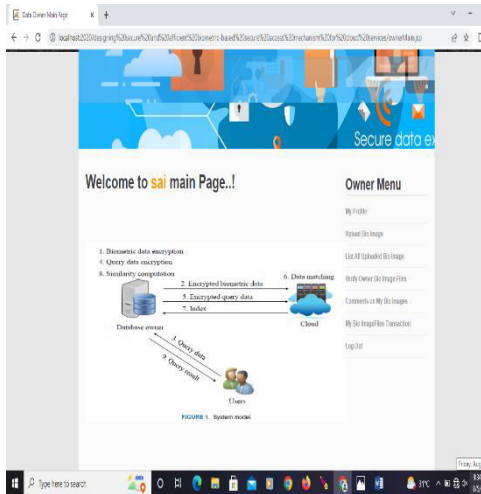 Data Owner Main Page
localhost:2020/designing%20secure%20and%20efficient%20biometric-based%20secure%20access%20mechanism%20for%20cloud%20services/ownerMain.jsp
Secure data ex
Welcome to sai main Page..!
Owner Menu
My Profile
Upload Bio Image
List All Uploaded Bio Image
Verify Owner Bio Image Files
Comments on My Bio Images
My Bio Image Files Transaction
Log Out
1. Biometric data encryption
4. Query data encryption
8. Similarity computation
6. Data matching
2. Encrypted biometric data
5. Encrypted query data
7. Index
Database owner
Cloud
3. Query data
9. Query result
Users
FIGURE 1. System model.
Type here to search
31°C